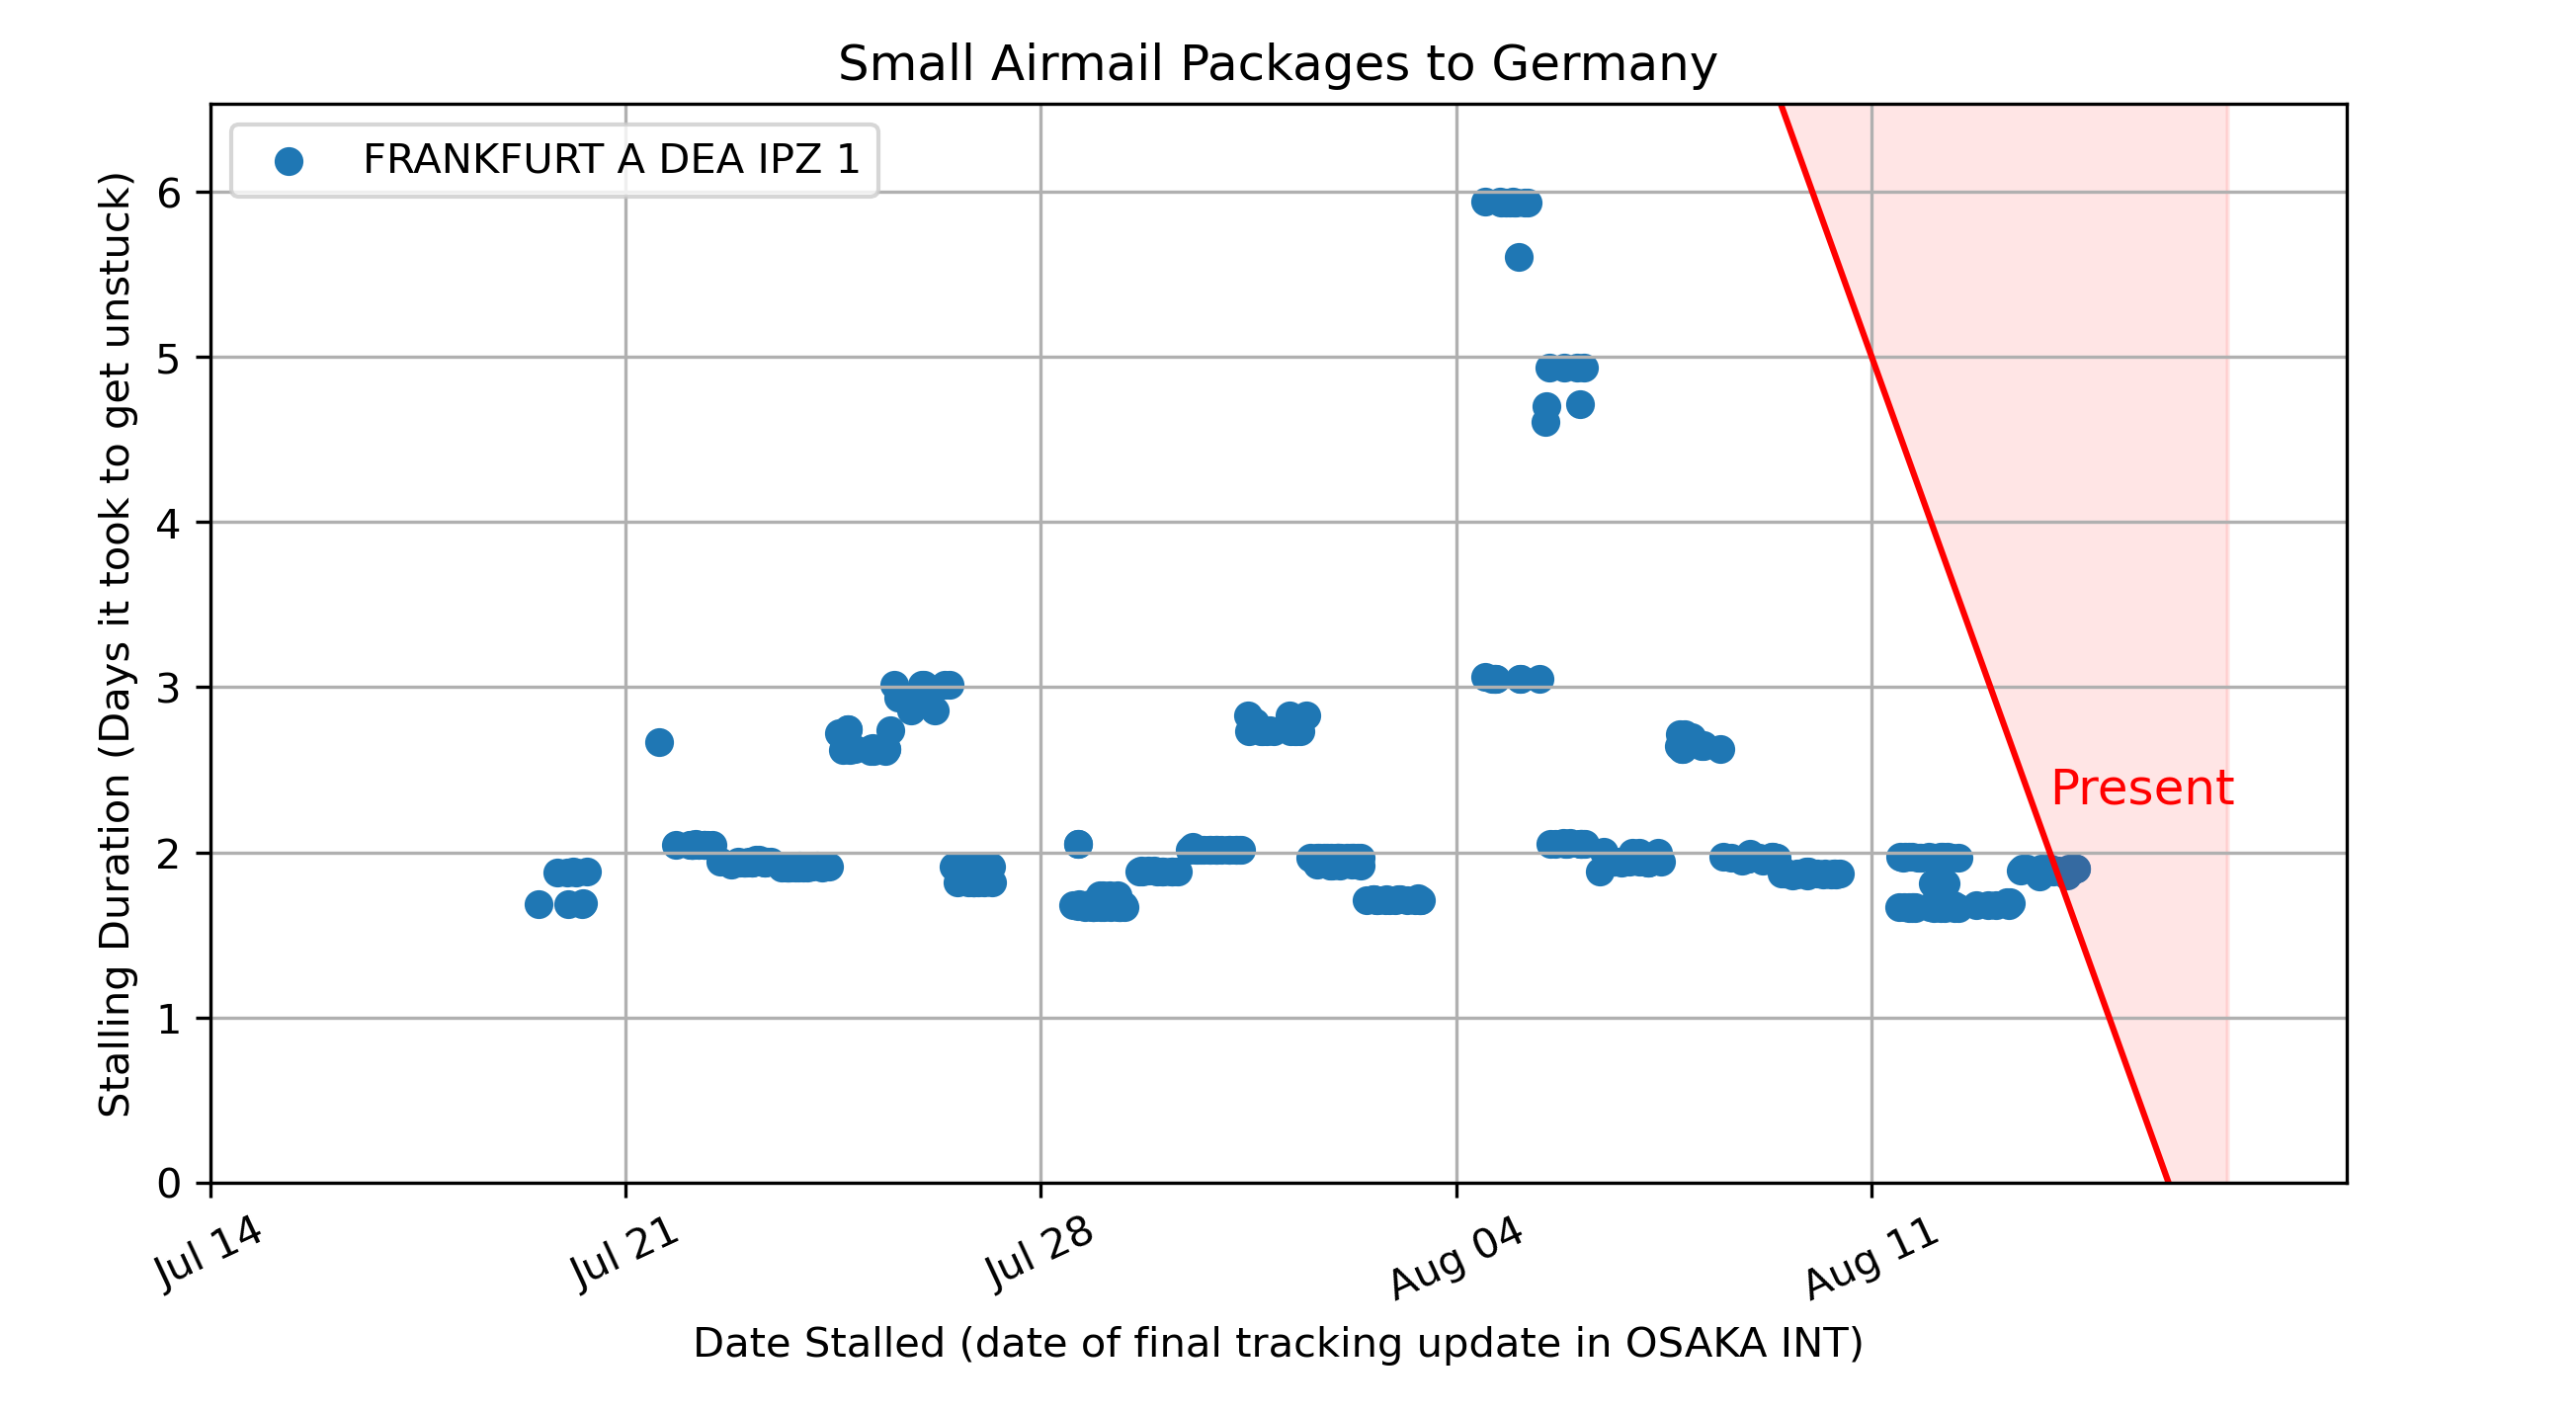 Small Airmail Packages to Germany
FRANKFURT A DEA IPZ 1
Stalling Duration (Days it took to get unstuck)
6
5
4
3
2
1
0
Present
Jul 14
Jul 21
Jul 28
Aug 04
Aug 11
Date Stalled (date of final tracking update in OSAKA INT)